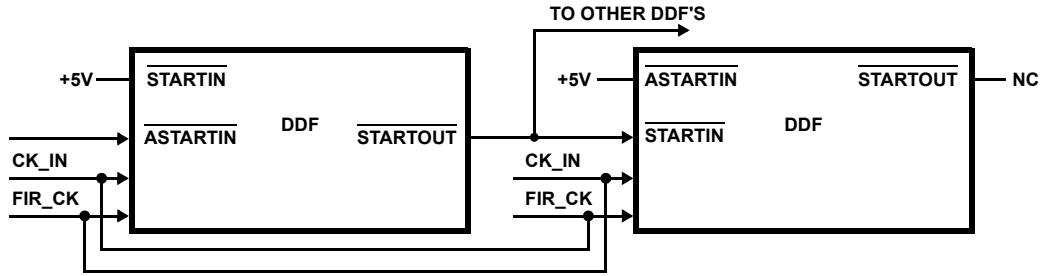 TO OTHER DDF'S
+5V
STARTIN
ASTARTIN
DDF
STARTOUT
CK_IN
FIR_CK
+5V
ASTARTIN
STARTOUT
NC
STARTIN
DDF
CK_IN
FIR_CK